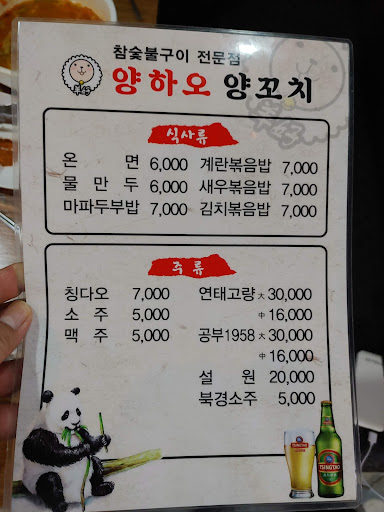 참숯불구이 전문점
양하오 양꼬치
식사류
온 면 6,000 계란볶음밥 7,000
물만두 6,000 새우볶음밥 7,000
마파두부밥 7,000 김치볶음밥 7,000
주 류
칭다오 7,000 연태고량 大 30,000
소 주 5,000 中 16,000
맥 주 5,000 공부1958 大 30,000
中 16,000
설 원 20,000
북경소주 5,000
TSINGTAO
TSINGTAO